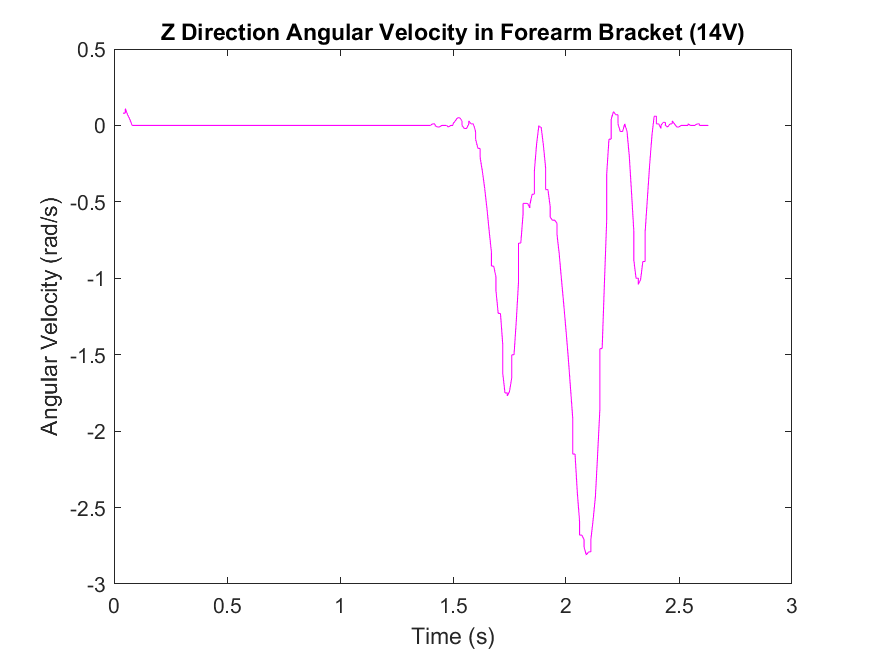 Z Direction Angular Velocity in Forearm Bracket (14V)
0.5
0
-0.5
-1
-1.5
-2
-2.5
-3
Angular Velocity (rad/s)
0 0.5 1 1.5 2 2.5 3
Time (s)